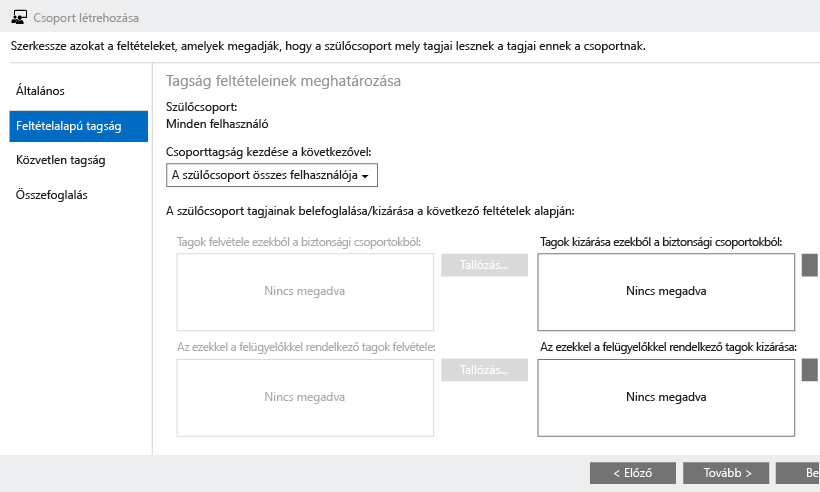 Csoport létrehozása
Szerkessze azokat a feltételeket, amelyek megadják, hogy a szülőcsoport mely tagjai lesznek a tagjai ennek a csoportnak.
Általános
Feltételalapú tagság
Közvetlen tagság
Összefoglalás
Tagság feltételeinek meghatározása
Szülőcsoport:
Minden felhasználó
Csoporttagság kezdése a következővel:
A szülőcsoport összes felhasználója
A szülőcsoport tagjainak belefoglalása/kizárása a következő feltételek alapján:
Tagok felvétele ezekből a biztonsági csoportokból:
Nincs megadva
Tallózás...
Tagok kizárása ezekből a biztonsági csoportokból:
Nincs megadva
Az ezekkel a felügyelőkkel rendelkező tagok felvétele:
Nincs megadva
Tallózás...
Az ezekkel a felügyelőkkel rendelkező tagok kizárása:
Nincs megadva
< Előző
Tovább >
Be